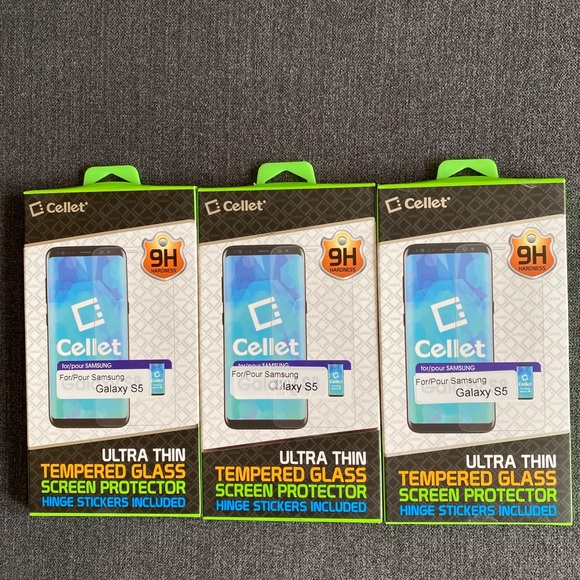 Cellet
9H
HARDNESS
Cellet
for/pour SAMSUNG
For/Pour Samsung
Galaxy S5
Cellet
ULTRA THIN
TEMPERED GLASS
SCREEN PROTECTOR
HINGE STICKERS INCLUDED
Cellet
9H
HARDNESS
Cellet
for/pour SAMSUNG
For/Pour Samsung
Galaxy S5
Cellet
ULTRA THIN
TEMPERED GLASS
SCREEN PROTECTOR
HINGE STICKERS INCLUDED
Cellet
9H
HARDNESS
Cellet
for/pour SAMSUNG
For/Pour Samsung
Galaxy S5
Cellet
ULTRA THIN
TEMPERED GLASS
SCREEN PROTECTOR
HINGE STICKERS INCLUDED